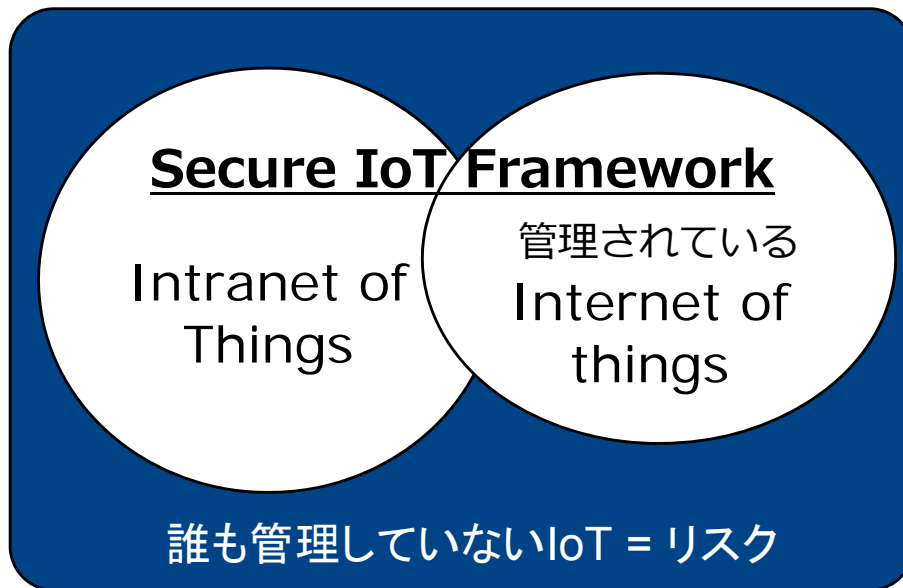 Secure IoT Framework
Intranet of
Things
管理されている
Internet of
things
誰も管理していないIoT = リスク